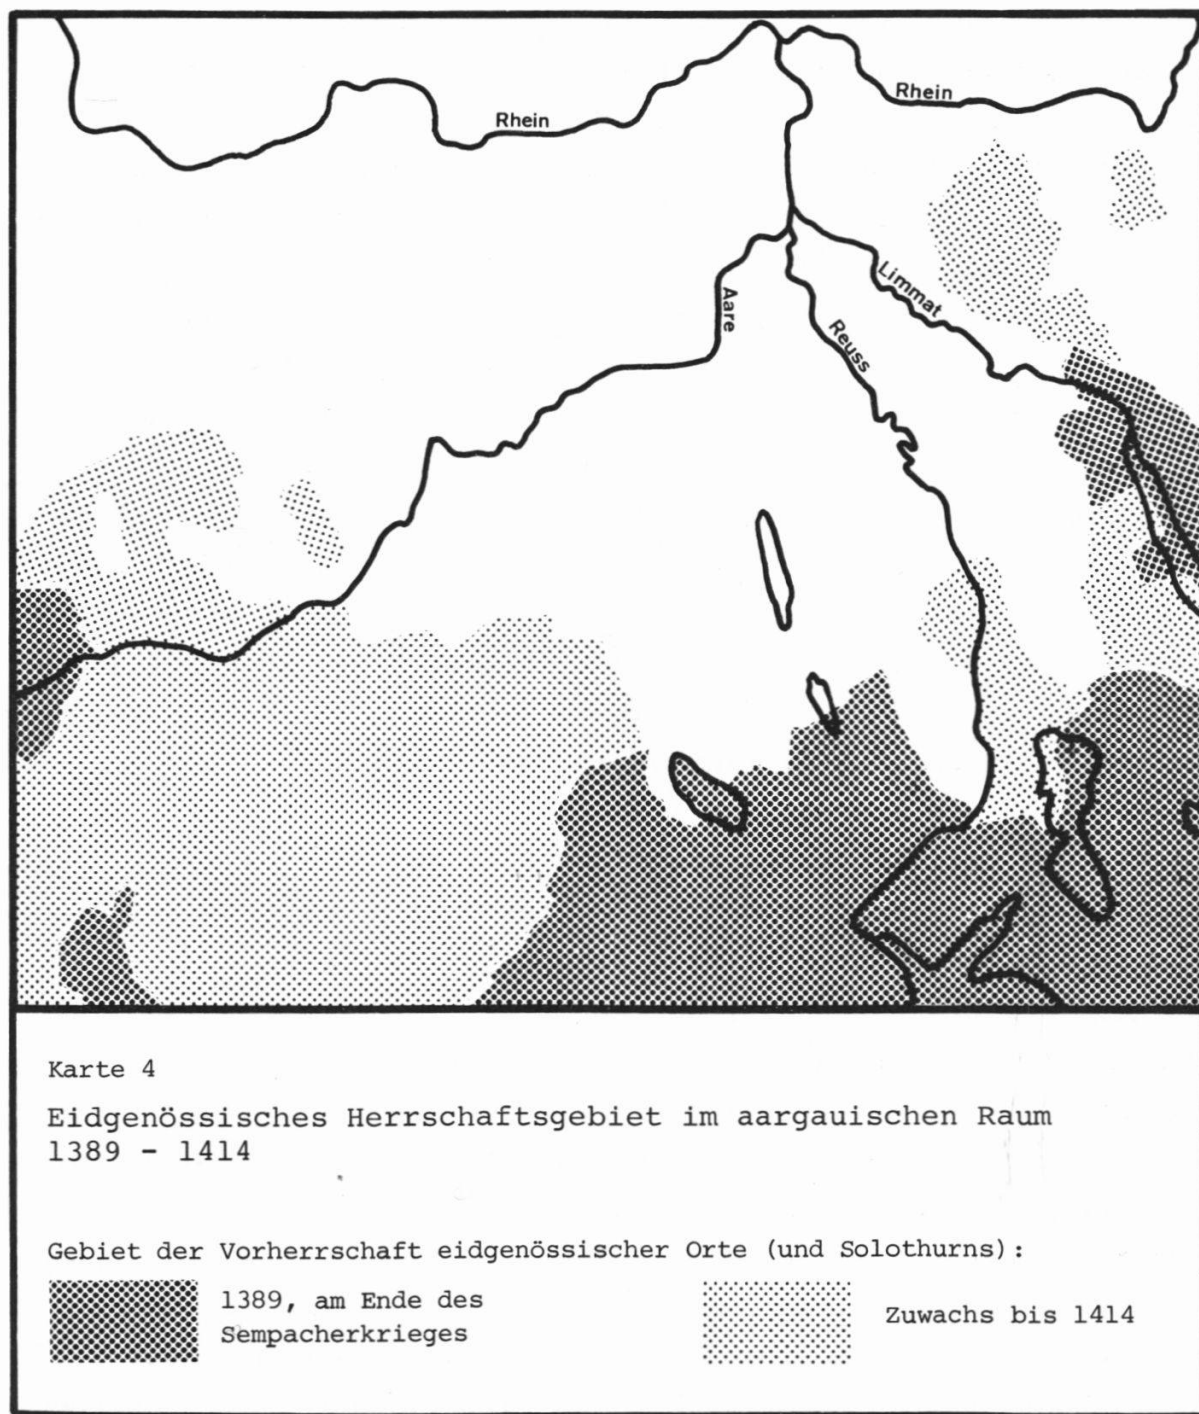 Rhein
Rhein
Limmat
Aare
Reuss
Karte 4
Eidgenössisches Herrschaftsgebiet im aargauischen Raum
1389 - 1414
Gebiet der Vorherrschaft eidgenössischer Orte (und Solothurns):
1389, am Ende des
Sempacherkrieges
Zuwachs bis 1414